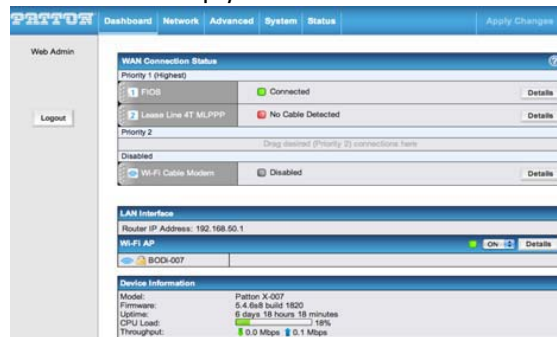 PATTON Dashboard Network Advanced System Status Apply Changes
Web Admin
Logout
WAN Connection Status
Priority 1 (Highest)
1 FIOS Connected Details
2 Lease Line 4T MLPPP No Cable Detected Details
Priority 2
Drag desired (Priority 2) connections here
Disabled
Wi-Fi Cable Modem Disabled Details
LAN Interface
Router IP Address: 192.168.50.1
Wi-Fi AP ON Details
BODi-007
Device Information
Model: Patton X-007
Firmware: 5.4.6s8 build 1820
Uptime: 6 days 18 hours 18 minutes
CPU Load: 18%
Throughput: 0.0 Mbps 0.1 Mbps